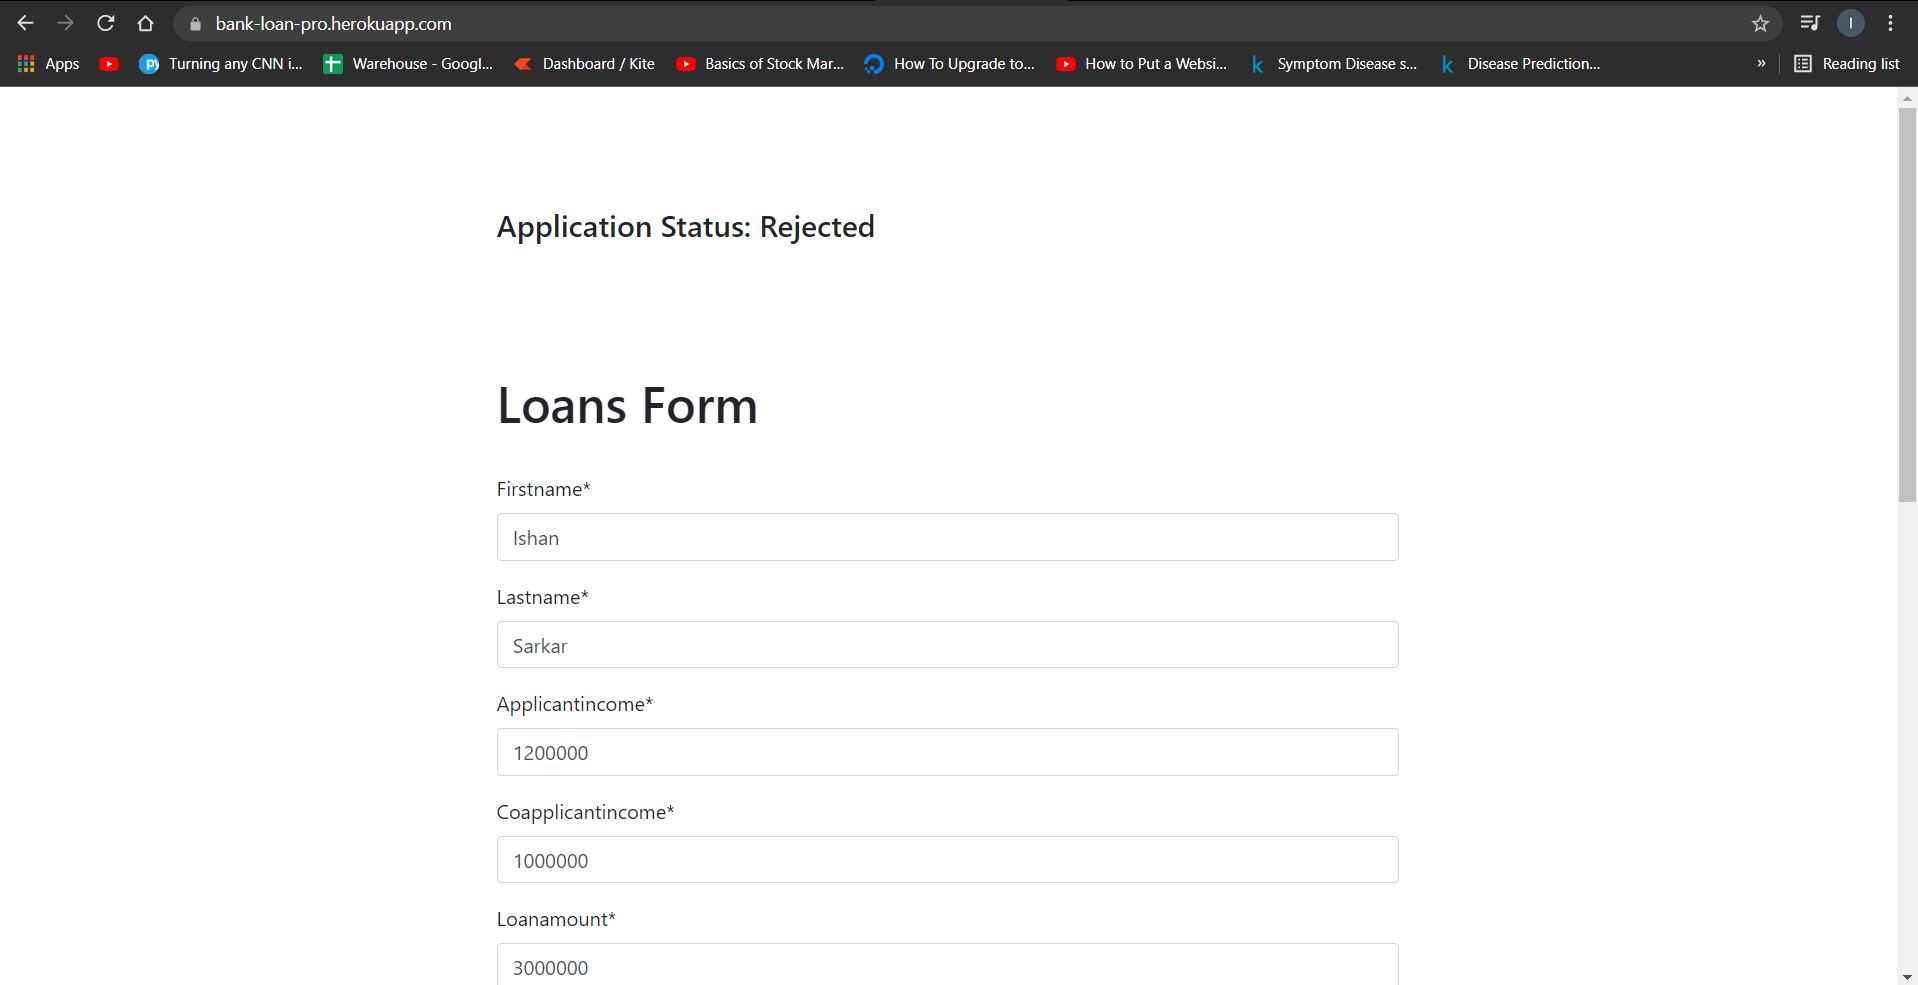 bank-loan-pro.herokuapp.com
I
Apps
Turning any CNN i...
Warehouse - Googl...
Dashboard / Kite
Basics of Stock Mar...
How To Upgrade to...
How to Put a Websi...
Symptom Disease s...
Disease Prediction...
»
Reading list
Application Status: Rejected
Loans Form
Firstname*
Ishan
Lastname*
Sarkar
Applicantincome*
1200000
Coapplicantincome*
1000000
Loanamount*
3000000